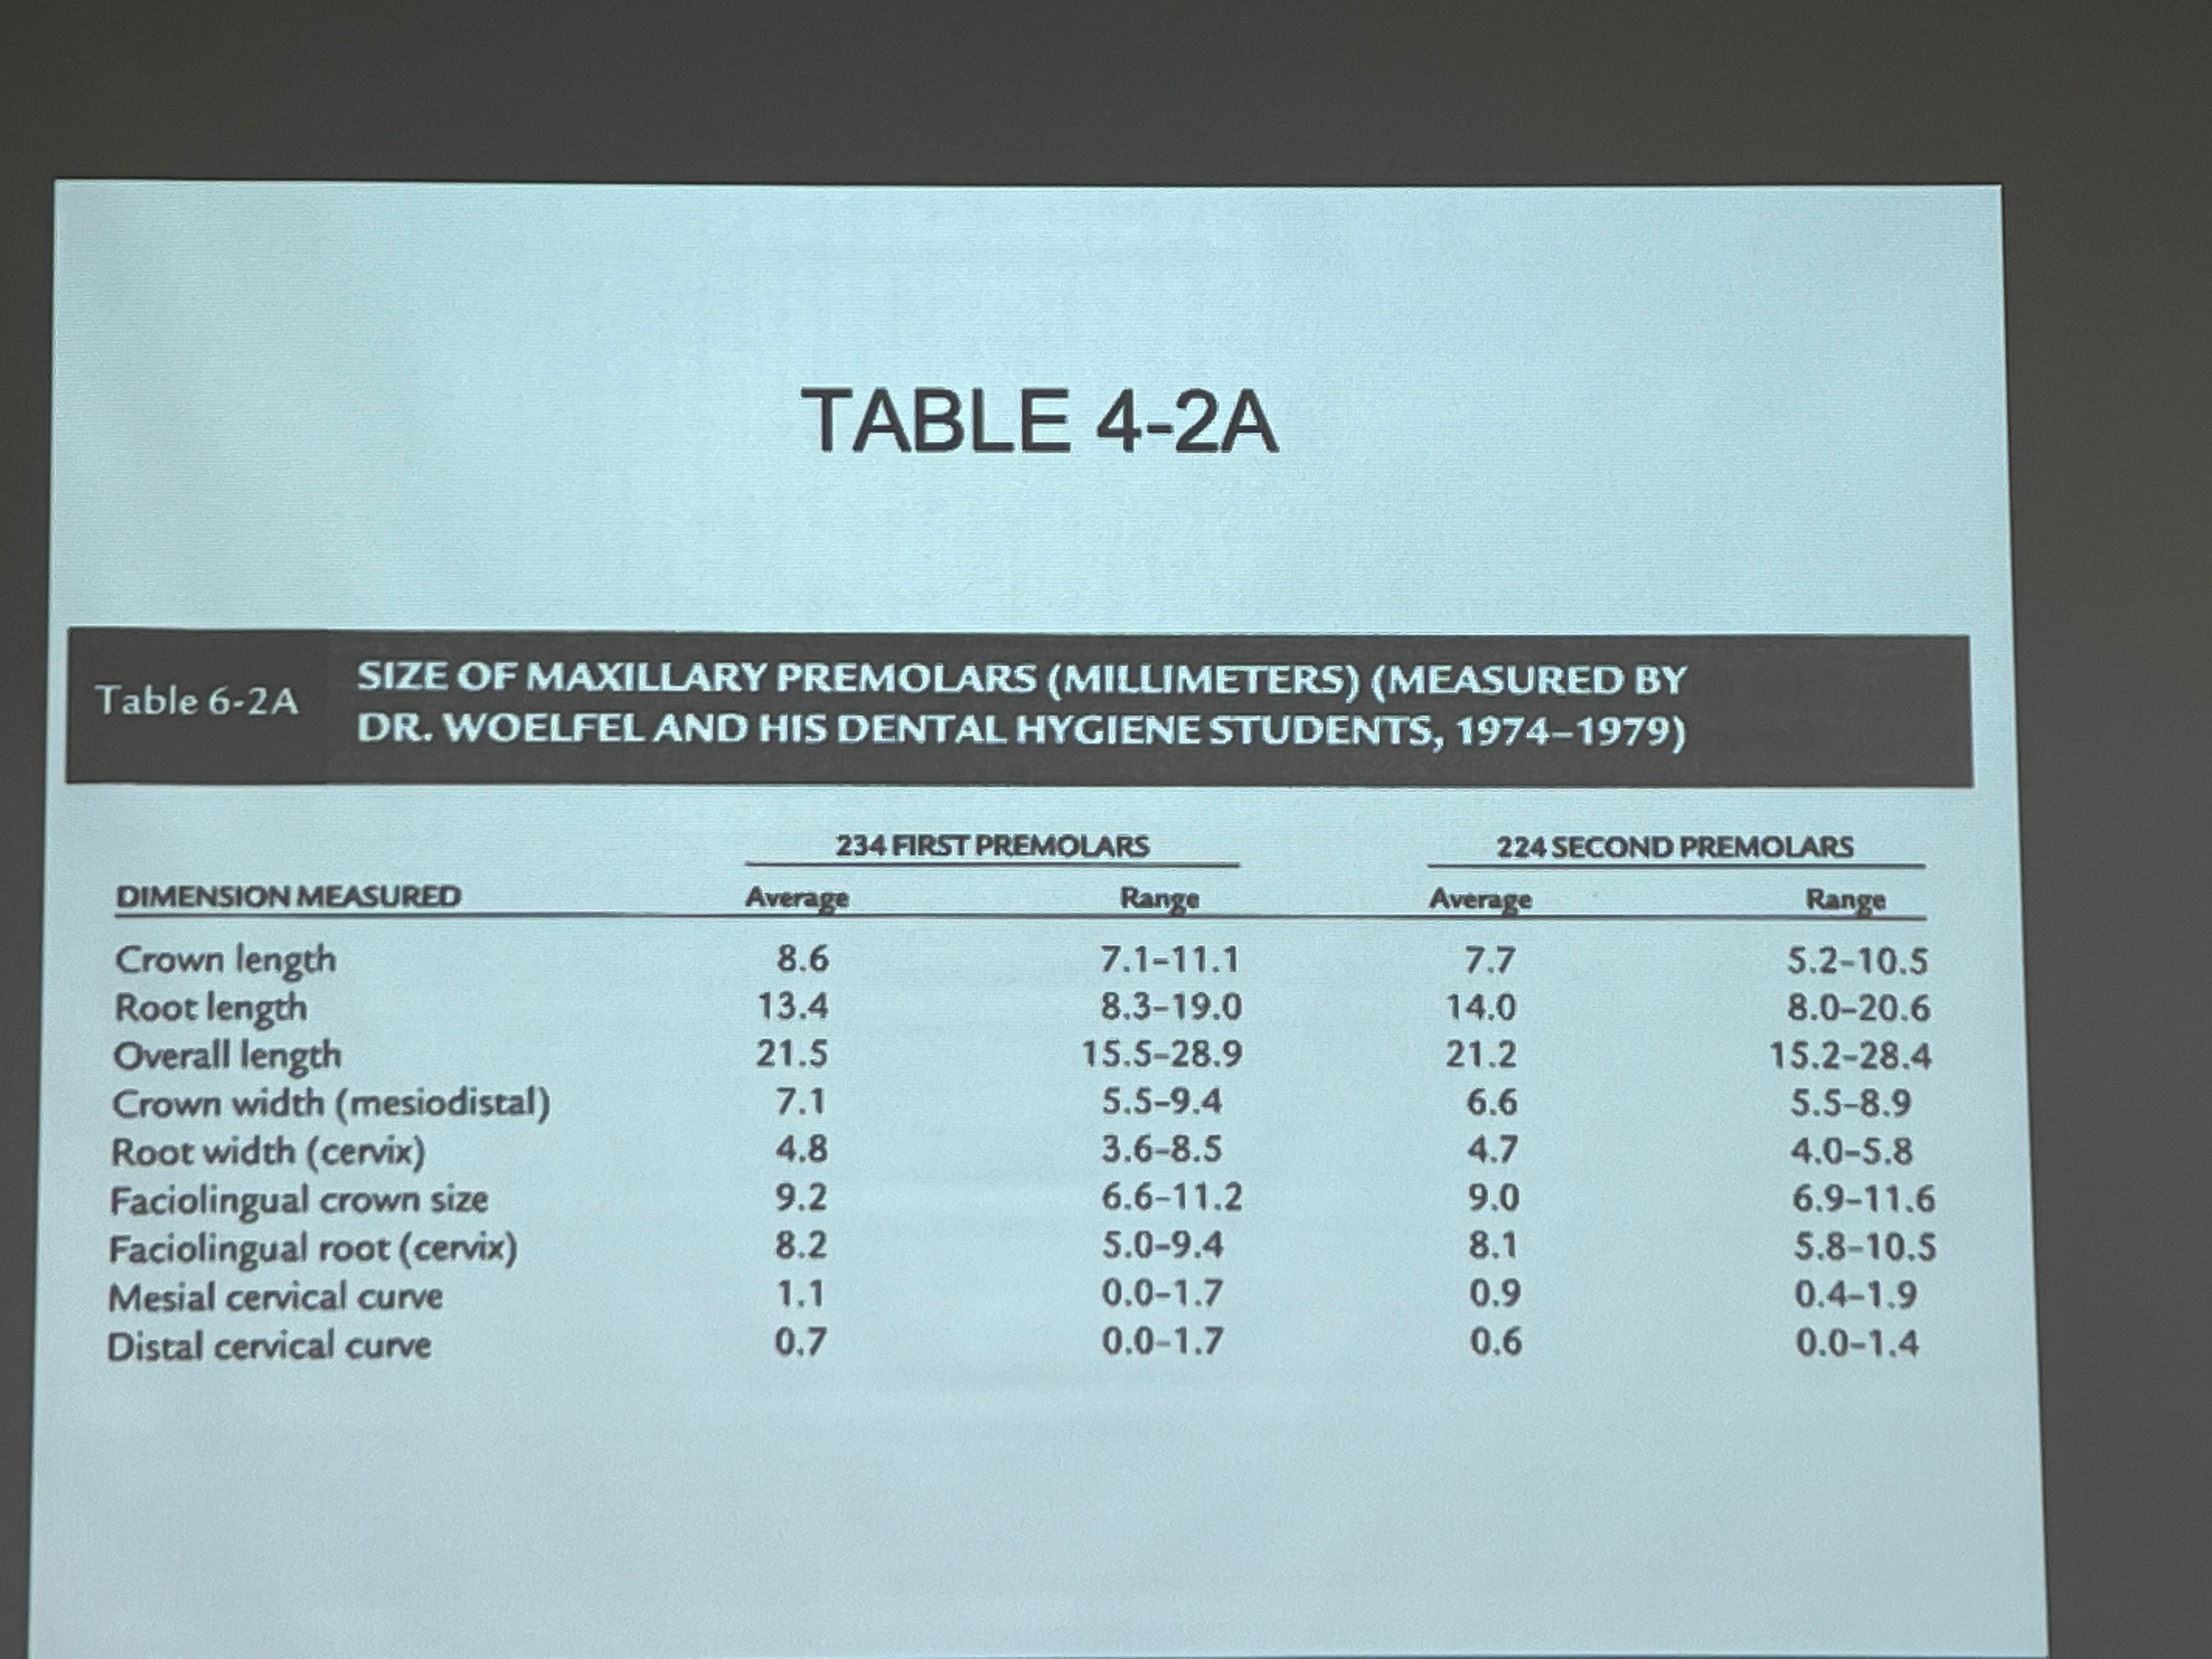 TABLE 4-2A
Table 6-2A
SIZE OF MAXILLARY PREMOLARS (MILLIMETERS) (MEASURED BY
DR. WOELFEL AND HIS DENTAL HYGIENE STUDENTS, 1974–1979)
234 FIRST PREMOLARS 224 SECOND PREMOLARS
DIMENSION MEASURED Average Range Average Range
Crown length 8.6 7.1–11.1 7.7 5.2–10.5
Root length 13.4 8.3–19.0 14.0 8.0–20.6
Overall length 21.5 15.5–28.9 21.2 15.2–28.4
Crown width (mesiodistal) 7.1 5.5–9.4 6.6 5.5–8.9
Root width (cervix) 4.8 3.6–8.5 4.7 4.0–5.8
Faciolingual crown size 9.2 6.6–11.2 9.0 6.9–11.6
Faciolingual root (cervix) 8.2 5.0–9.4 8.1 5.8–10.5
Mesial cervical curve 1.1 0.0–1.7 0.9 0.4–1.9
Distal cervical curve 0.7 0.0–1.7 0.6 0.0–1.4